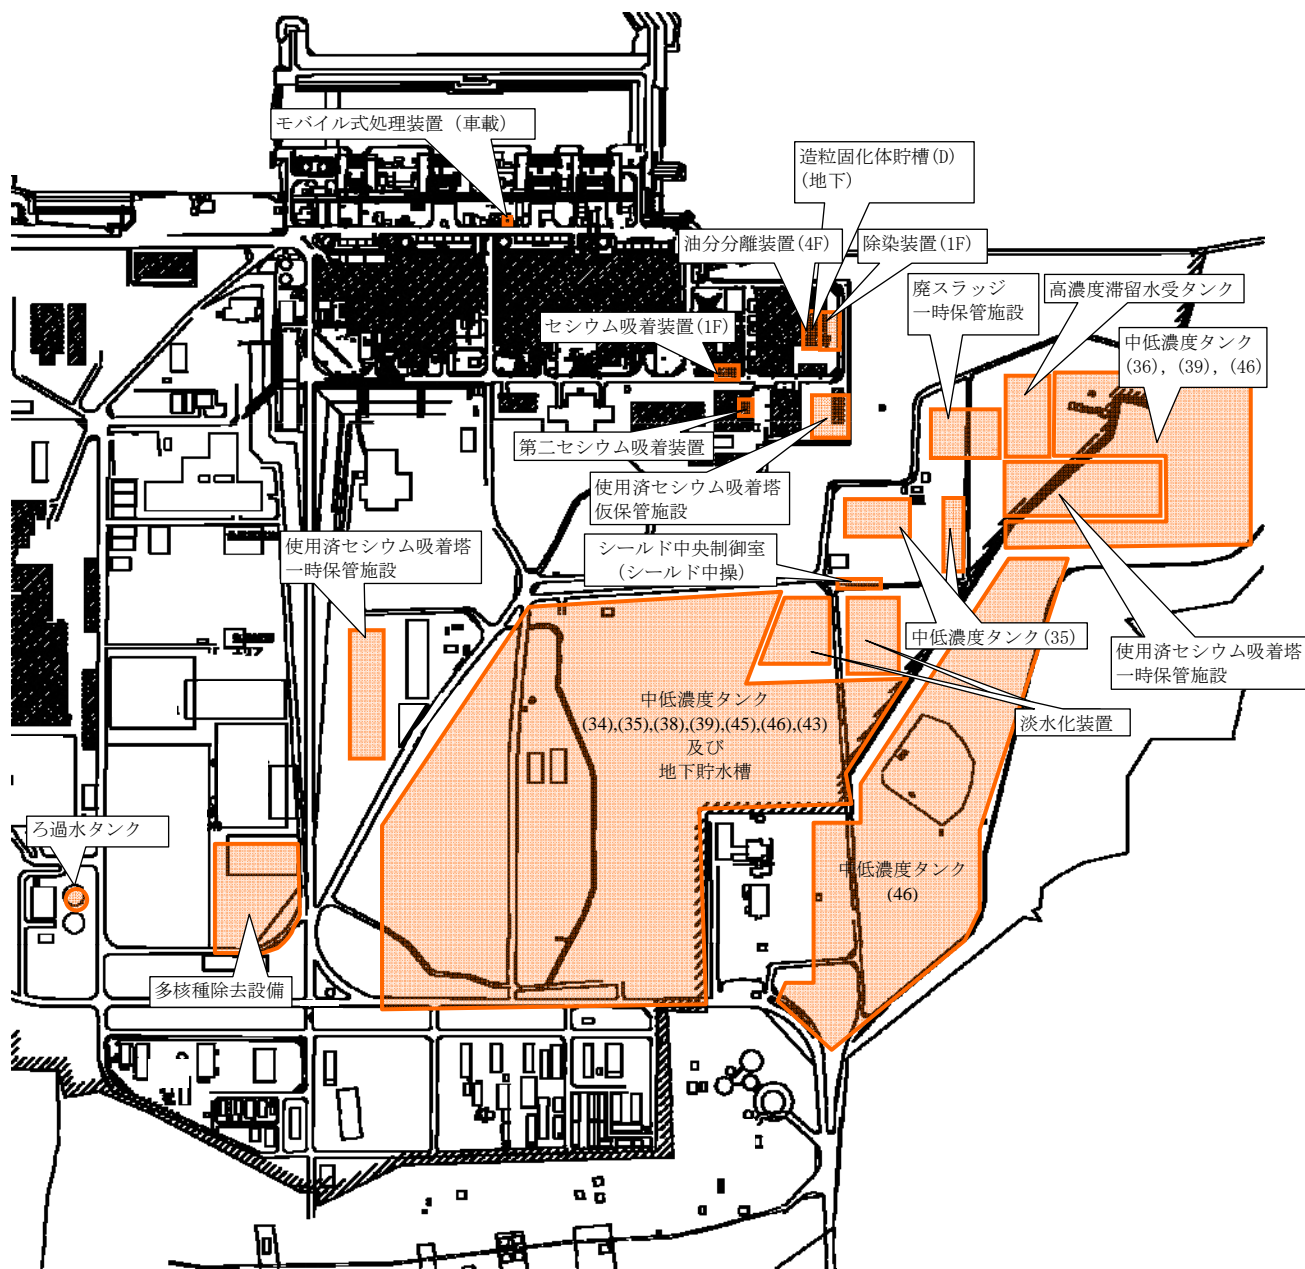 モバイル式処理装置（車載）
造粒固化体貯槽(D)
(地下)
油分分離装置(4F)
除染装置(1F)
廃スラッジ
一時保管施設
高濃度滞留水受タンク
セシウム吸着装置(1F)
中低濃度タンク
(36)，(39)，(46)
第二セシウム吸着装置
使用済セシウム吸着塔
仮保管施設
使用済セシウム吸着塔
一時保管施設
シールド中央制御室
(シールド中操)
中低濃度タンク(35)
使用済セシウム吸着塔
一時保管施設
中低濃度タンク
(34),(35),(38),(39),(45),(46),(43)
及び
地下貯水槽
淡水化装置
ろ過水タンク
中低濃度タンク
(46)
多核種除去設備